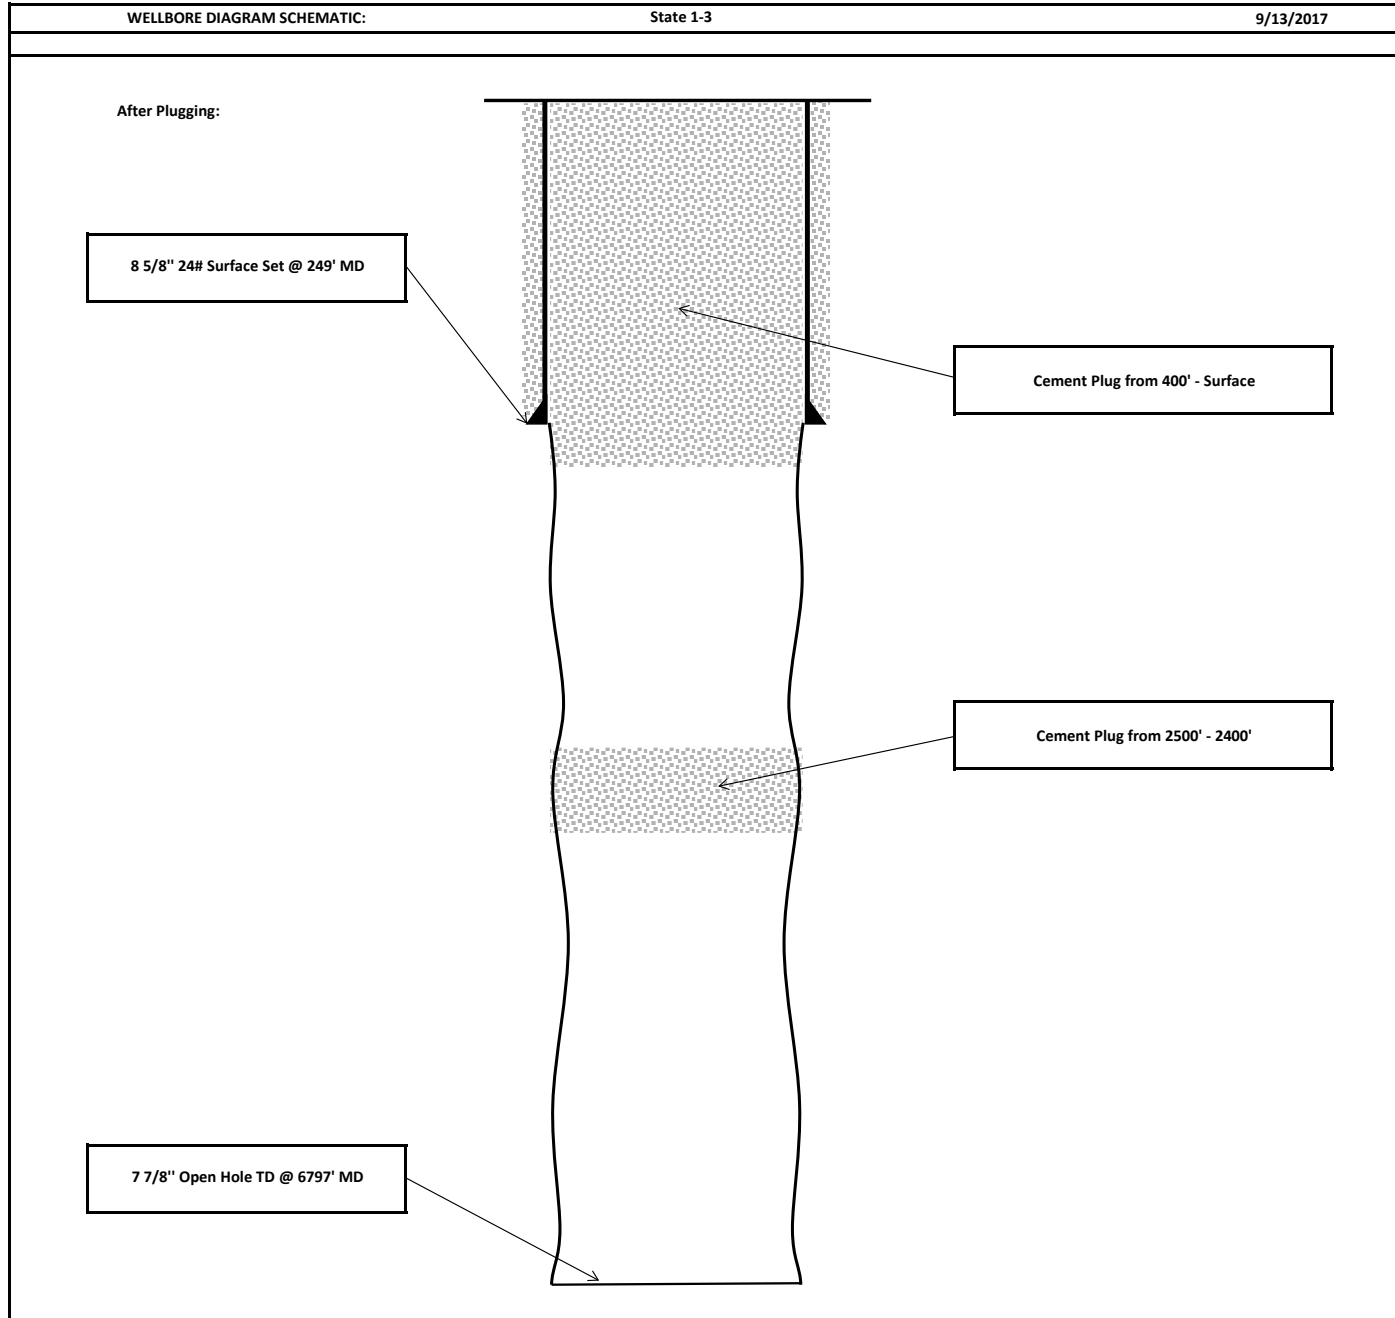 WELLBORE DIAGRAM SCHEMATIC: State 1-3 9/13/2017
After Plugging:
8 5/8'' 24# Surface Set @ 249' MD
Cement Plug from 400' - Surface
Cement Plug from 2500' - 2400'
7 7/8'' Open Hole TD @ 6797' MD